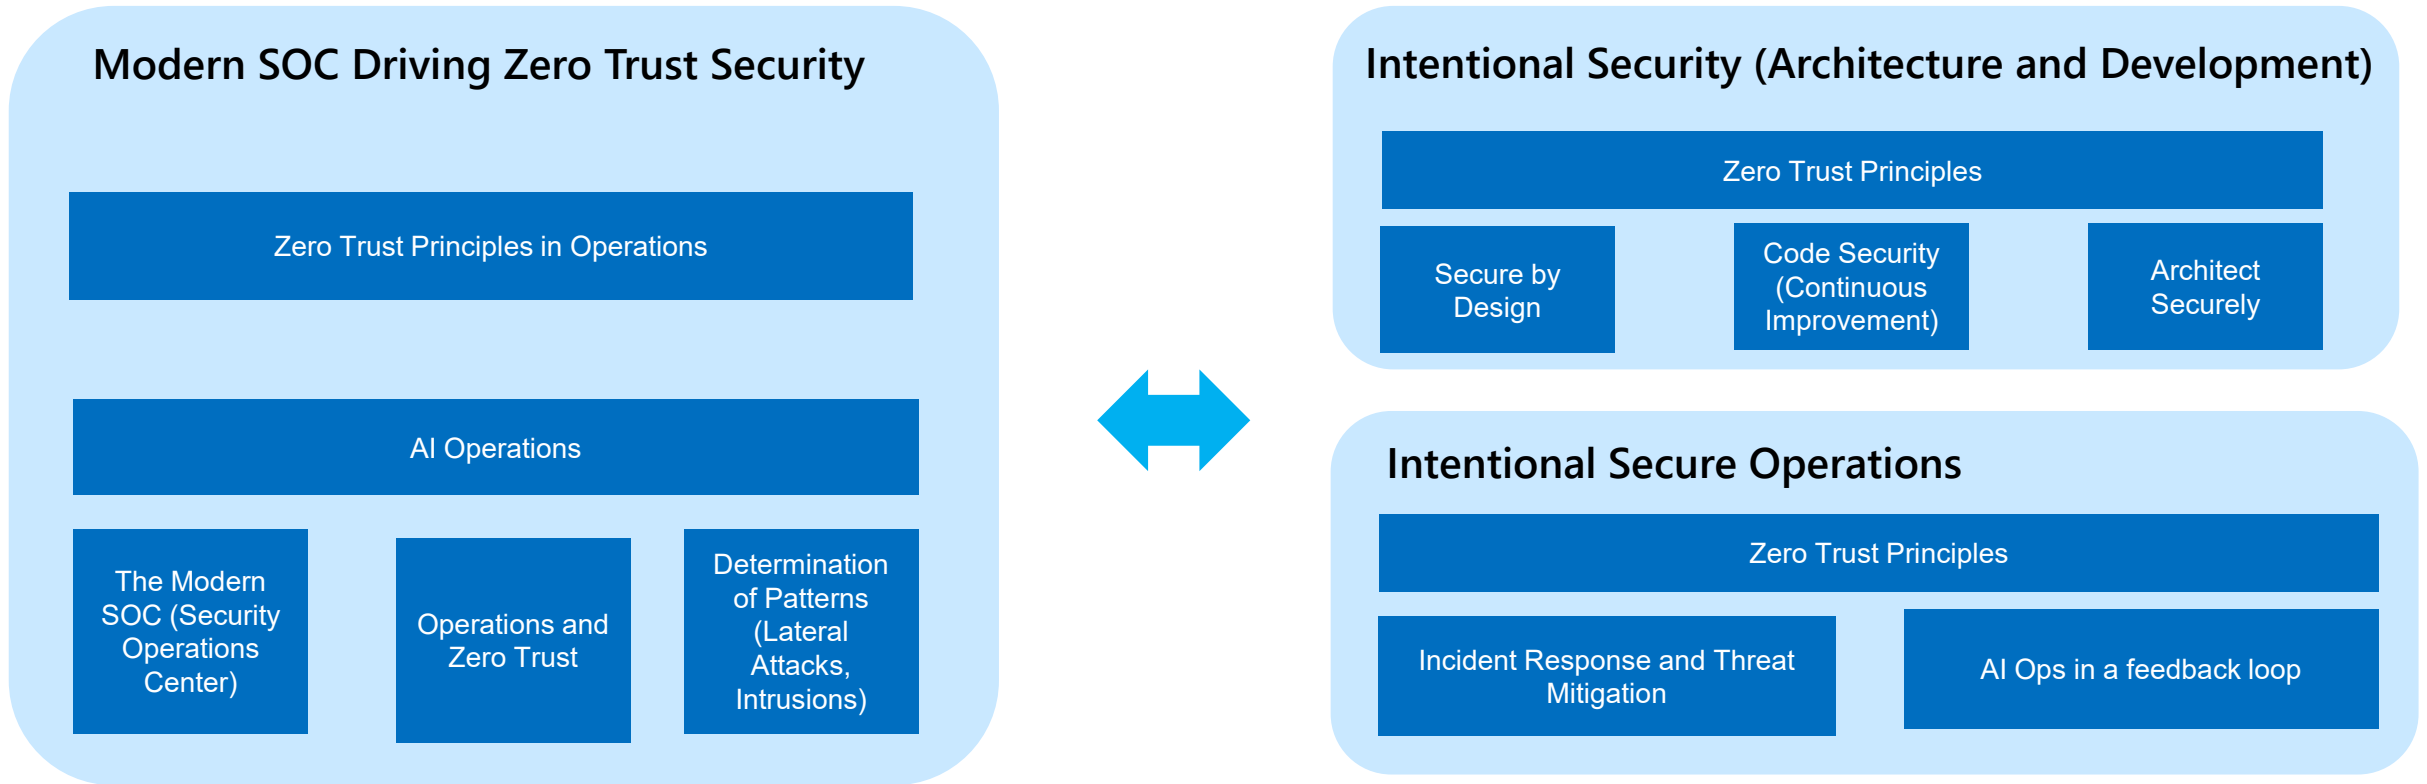 Modern SOC Driving Zero Trust Security
Zero Trust Principles in Operations
AI Operations
The Modern
SOC (Security
Operations
Center)
Operations and
Zero Trust
Determination
of Patterns
(Lateral
Attacks,
Intrusions)
Intentional Security (Architecture and Development)
Zero Trust Principles
Secure by
Design
Code Security
(Continuous
Improvement)
Architect
Securely
Intentional Secure Operations
Zero Trust Principles
Incident Response and Threat
Mitigation
AI Ops in a feedback loop